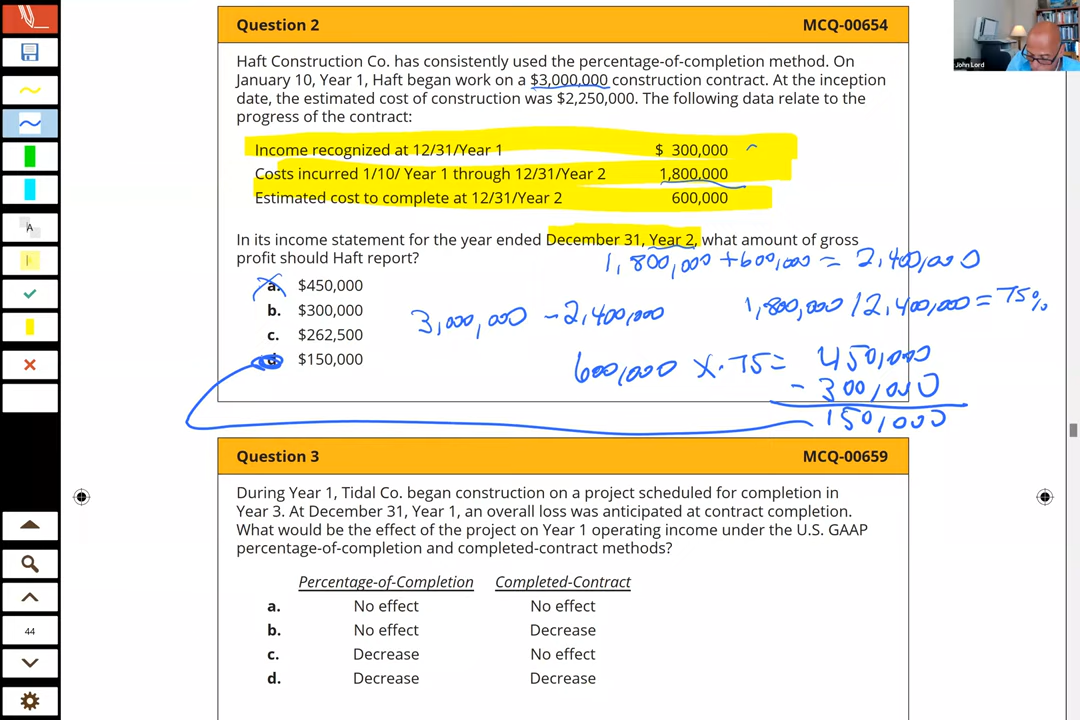 Question 2 MCQ-00654
Haft Construction Co. has consistently used the percentage-of-completion method. On
January 10, Year 1, Haft began work on a $3,000,000 construction contract. At the inception
date, the estimated cost of construction was $2,250,000. The following data relate to the
progress of the contract:
Income recognized at 12/31/Year 1 $ 300,000
Costs incurred 1/10/ Year 1 through 12/31/Year 2 1,800,000
Estimated cost to complete at 12/31/Year 2 600,000
In its income statement for the year ended December 31, Year 2, what amount of gross
profit should Haft report?
1,800,000 + 600,000 = 2,400,000
a. $450,000
b. $300,000
c. $262,500
d. $150,000
3,000,000 - 2,400,000
1,800,000 / 2,400,000 = 75%
600,000 x .75 = 450,000
- 300,000
150,000
Question 3 MCQ-00659
During Year 1, Tidal Co. began construction on a project scheduled for completion in
Year 3. At December 31, Year 1, an overall loss was anticipated at contract completion.
What would be the effect of the project on Year 1 operating income under the U.S. GAAP
percentage-of-completion and completed-contract methods?
Percentage-of-Completion Completed-Contract
a. No effect No effect
b. No effect Decrease
c. Decrease No effect
d. Decrease Decrease
John Lord
A
44